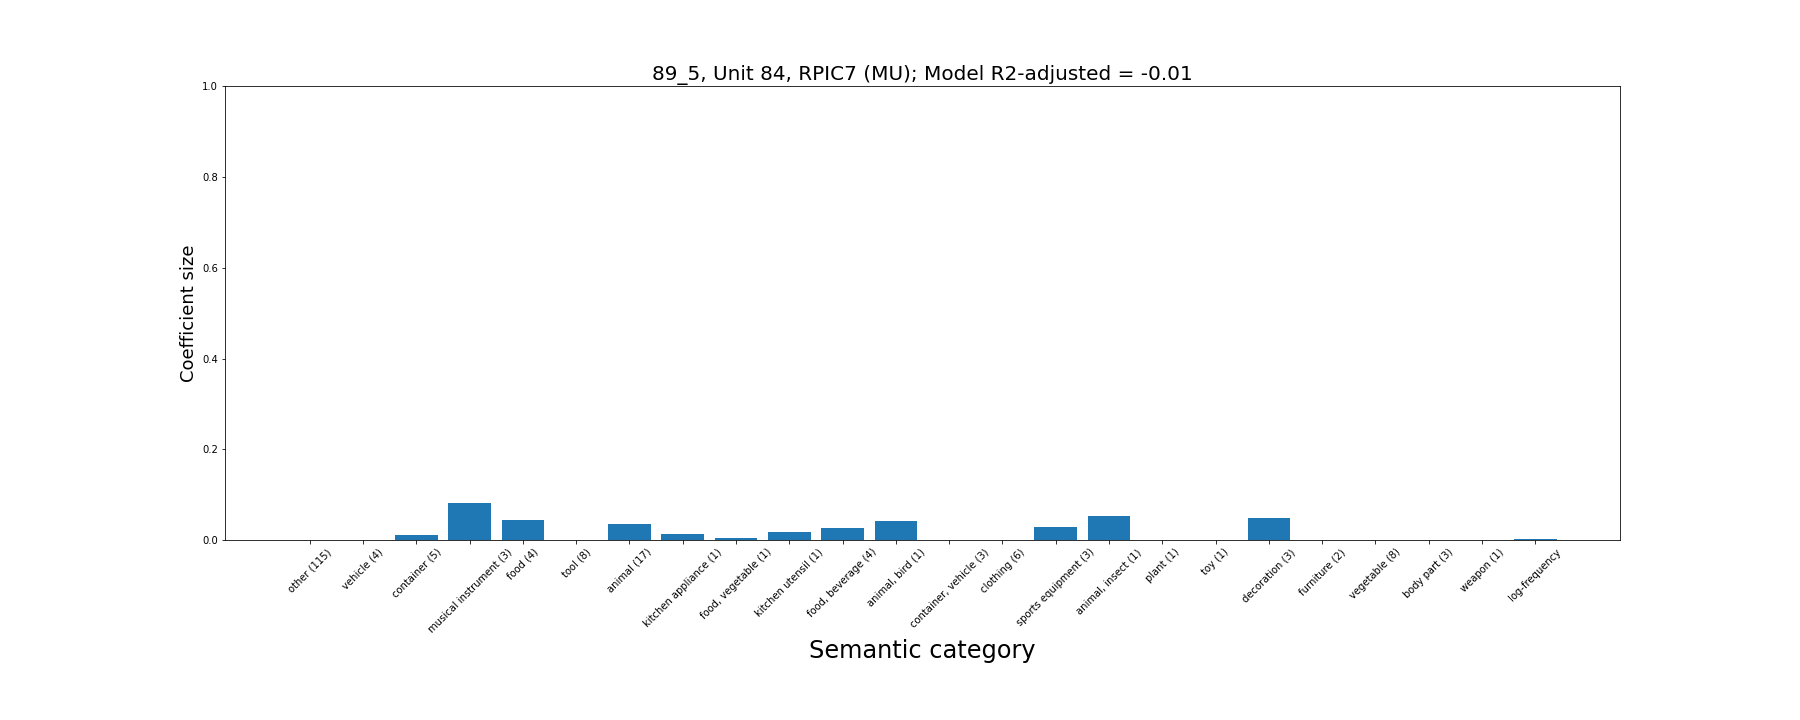 89_5, Unit 84, RPIC7 (MU); Model R2-adjusted = -0.01
1.0
0.8
0.6
0.4
0.2
0.0
Coefficient size
other (115)
vehicle (4)
container (5)
musical instrument (3)
food (4)
tool (8)
animal (17)
kitchen appliance (1)
food, vegetable (1)
kitchen utensil (1)
food, beverage (4)
animal, bird (1)
container, vehicle (3)
clothing (6)
sports equipment (3)
animal, insect (1)
plant (1)
toy (1)
decoration (3)
furniture (2)
vegetable (8)
body part (3)
weapon (1)
log-frequency
Semantic category